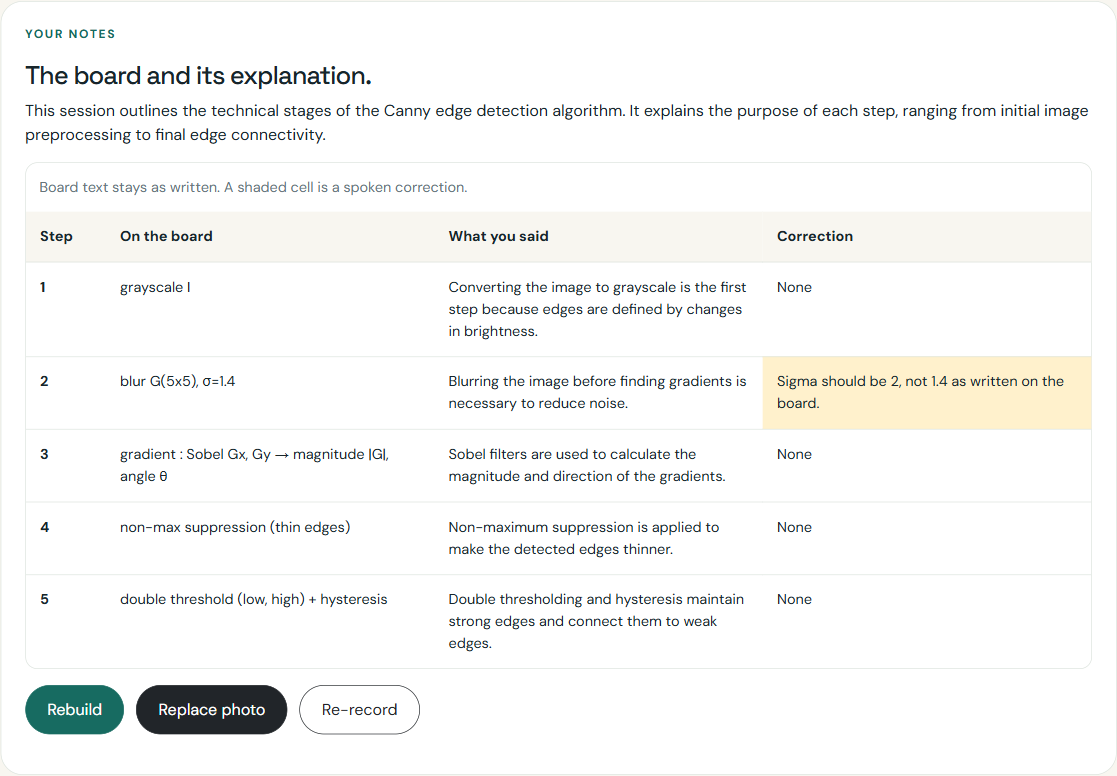 YOUR NOTES
The board and its explanation.
This session outlines the technical stages of the Canny edge detection algorithm. It explains the purpose of each step, ranging from initial image
preprocessing to final edge connectivity.
Board text stays as written. A shaded cell is a spoken correction.
Step On the board What you said Correction
1 grayscale I Converting the image to grayscale is the first None
step because edges are defined by changes
in brightness.
2 blur G(5x5), σ=1.4 Blurring the image before finding gradients is Sigma should be 2, not 1.4 as written on the
necessary to reduce noise. board.
3 gradient : Sobel Gx, Gy → magnitude |G|, Sobel filters are used to calculate the None
angle θ magnitude and direction of the gradients.
4 non-max suppression (thin edges) Non-maximum suppression is applied to None
make the detected edges thinner.
5 double threshold (low, high) + hysteresis Double thresholding and hysteresis maintain None
strong edges and connect them to weak
edges.
Rebuild Replace photo Re-record